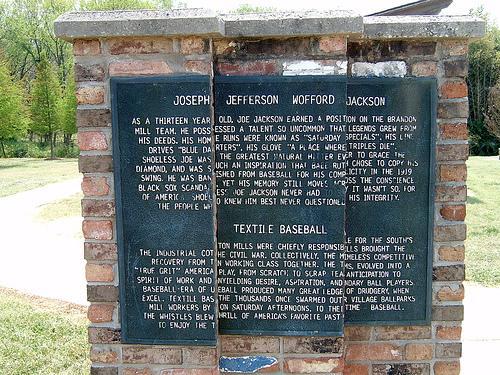 JOSEPH JEFFERSON WOFFORD JACKSON
AS A THIRTEEN YEAR OLD, JOE JACKSON EARNED A POSITION ON THE BRANDON
MILL TEAM. HE POSSESSED A TALENT SO UNCOMMON THAT LEGENDS GREW FROM
HIS DEEDS. HIS HOME RUNS WERE KNOWN AS "SATURDAY SPECIALS", HIS LINE
DRIVES "BLUE DARTERS", HIS GLOVE "A PLACE WHERE TRIPLES DIE".
SHOELESS JOE WAS THE GREATEST NATURAL HITTER EVER TO GRACE THE
DIAMOND, AND WAS SUCH AN INSPIRATION THAT BABE RUTH CHOSE TO COPY HIS
SWING. HE WAS BANISHED FROM BASEBALL FOR HIS COMPLICITY IN THE 1919
BLACK SOX SCANDAL, YET HIS MEMORY STILL MOVES ACROSS THE CONSCIENCE
OF AMERICA. SHOELESS JOE JACKSON NEVER HAD TO SAY IT WASN'T SO, FOR
THE PEOPLE WHO KNEW HIM BEST NEVER QUESTIONED HIS INTEGRITY.
TEXTILE BASEBALL
THE INDUSTRIAL COTTON MILLS WERE CHIEFLY RESPONSIBLE FOR THE SOUTH'S
RECOVERY FROM THE CIVIL WAR. COLLECTIVELY, THE MILLS BROUGHT THE
"TRUE GRIT" AMERICAN WORKING CLASS TOGETHER. THE TIMELESS COMPETITIVE
SPIRIT OF WORK AND PLAY, FROM SCRATCH TO SCRAP TEAMS, EVOLVED INTO A
BASEBALL ERA OF UNYIELDING DESIRE, ASPIRATION, AND ANTICIPATION TO
EXCEL. TEXTILE BASEBALL PRODUCED MANY GREAT LEGENDARY BALL PLAYERS.
MILL WORKERS BY THE THOUSANDS ONCE SWARMED OUT GE OF DRUDGERY, WHEN
THE WHISTLES BLEW ON SATURDAY AFTERNOONS, TO THEIR VILLAGE BALLPARKS
TO ENJOY THE THRILL OF AMERICA'S FAVORITE PASTIME - BASEBALL.